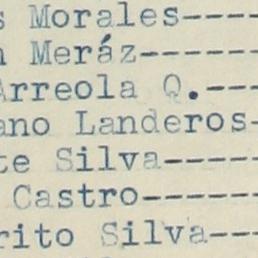 s Morales----
n Meráz------
Arreola Q.---
ano Landeros-
te Silva-----
Castro------
rito Silva---